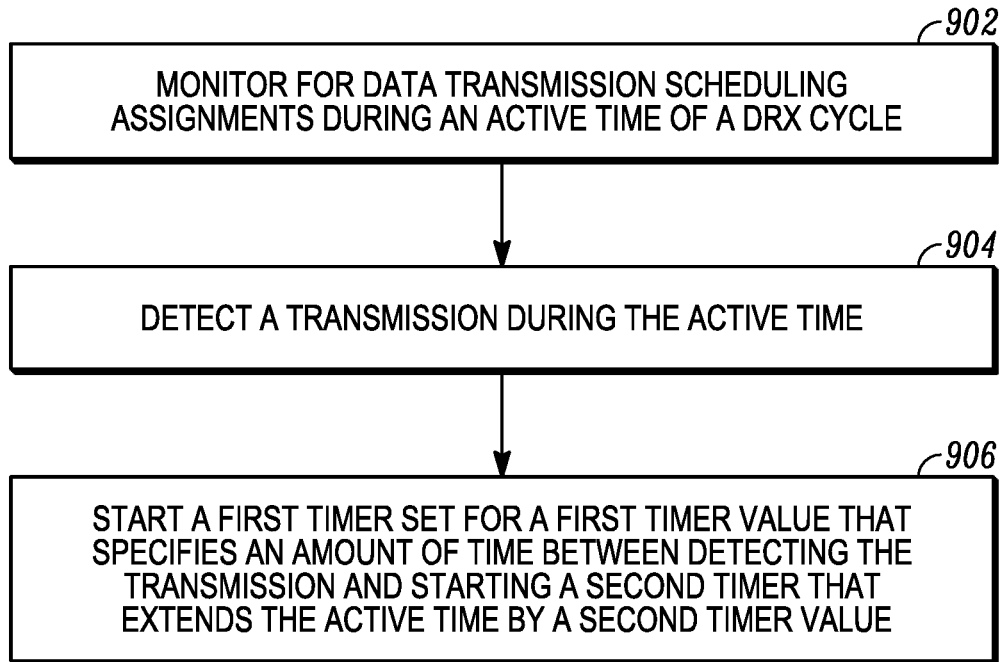 902
MONITOR FOR DATA TRANSMISSION SCHEDULING
ASSIGNMENTS DURING AN ACTIVE TIME OF A DRX CYCLE
904
DETECT A TRANSMISSION DURING THE ACTIVE TIME
906
START A FIRST TIMER SET FOR A FIRST TIMER VALUE THAT
SPECIFIES AN AMOUNT OF TIME BETWEEN DETECTING THE
TRANSMISSION AND STARTING A SECOND TIMER THAT
EXTENDS THE ACTIVE TIME BY A SECOND TIMER VALUE